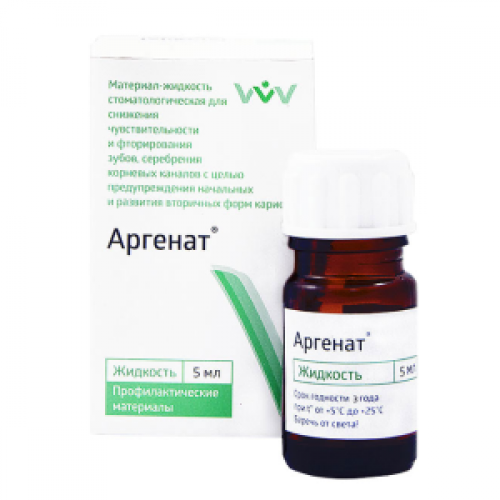 Материал-жидкость
стоматологическая для
снижения
чувствительности
и фторирования
зубов, серебрения
корневых каналов с целью
предупреждения начальных
и развития вторичных форм карие
VVV
Аргенат®
Жидкость 5 мл
Профилактические
материалы
Аргенат®
Жидкость 5 мл
Срок годности 3 года
при t° от +5°C до +25°C
Беречь от света!